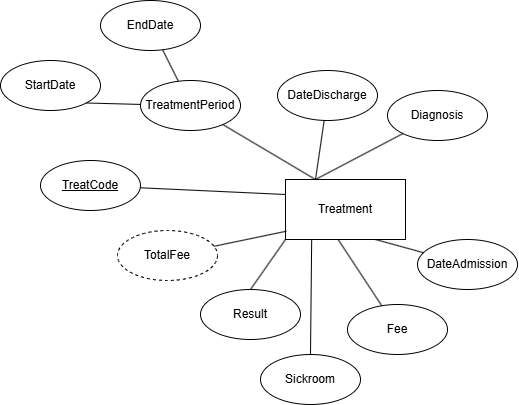 EndDate
StartDate
TreatmentPeriod
DateDischarge
Diagnosis
TreatCode
Treatment
TotalFee
DateAdmission
Result
Fee
Sickroom